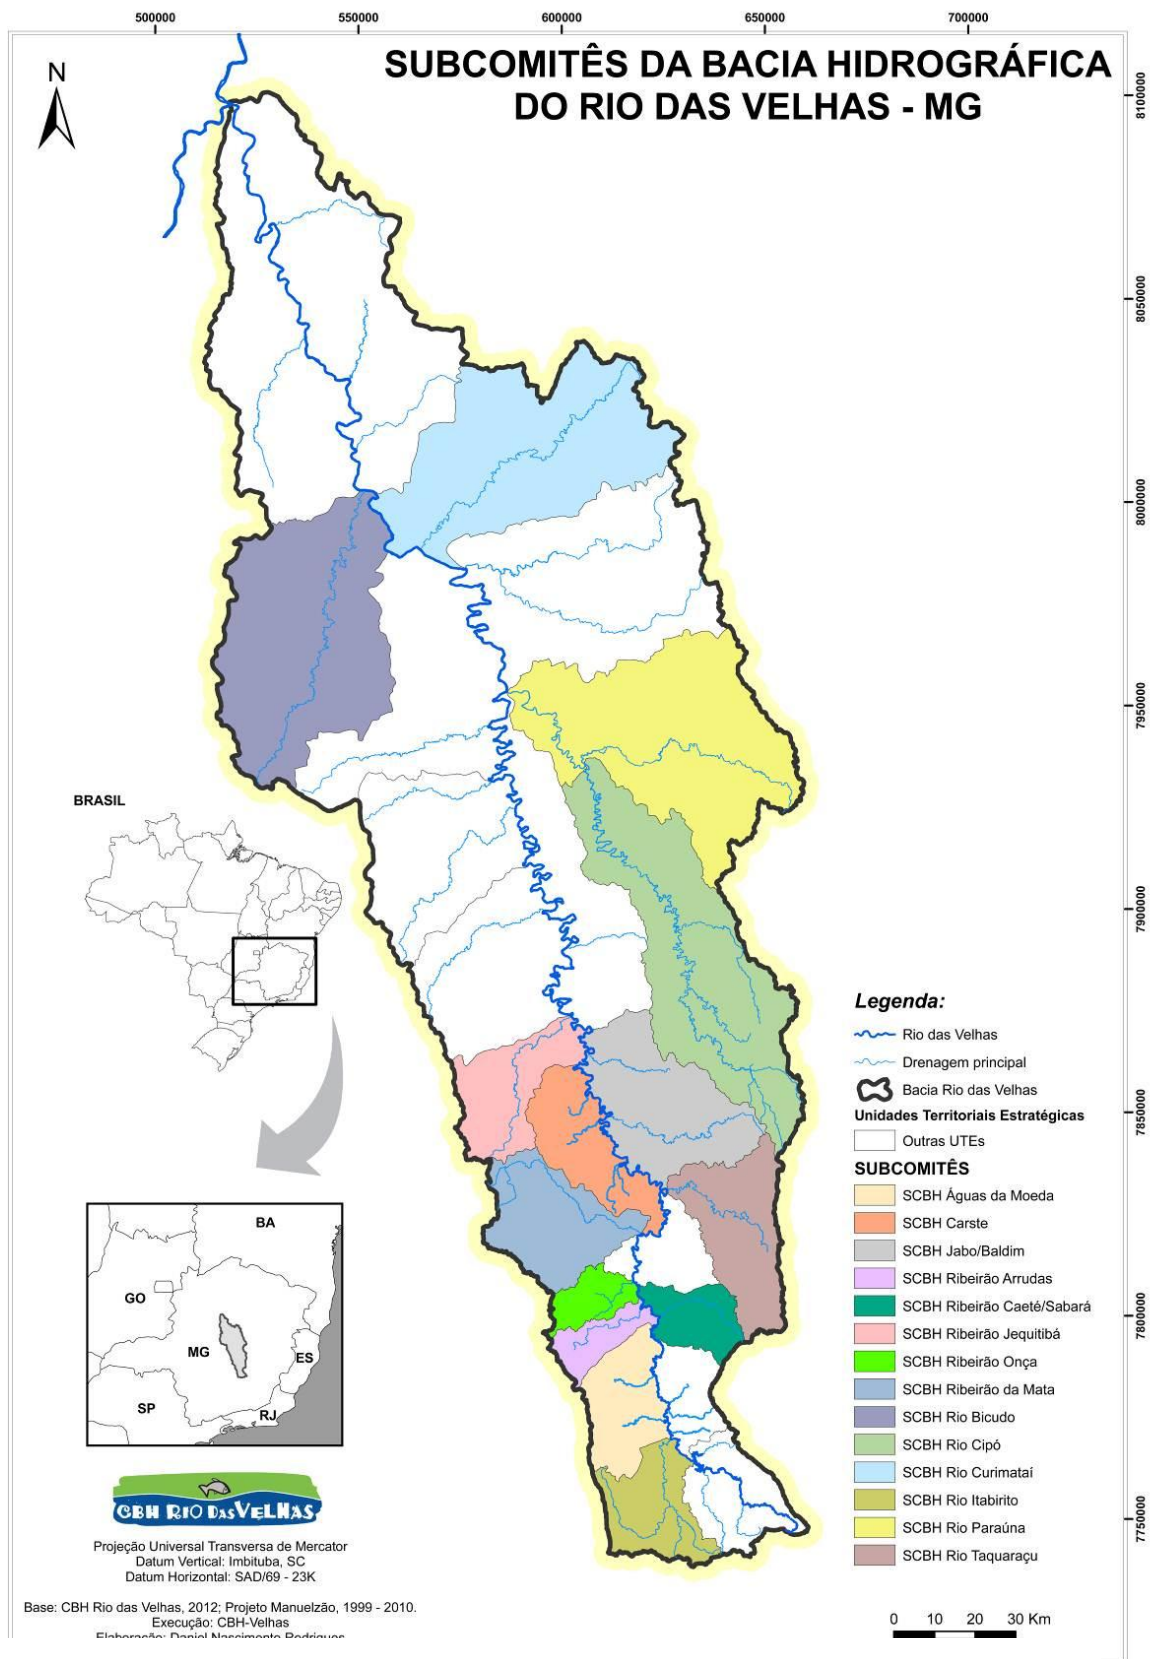 500000 550000 600000 650000 700000
SUBCOMITÊS DA BACIA HIDROGRÁFICA
DO RIO DAS VELHAS - MG
N
8100000
8050000
8000000
7950000
7900000
7850000
7800000
7750000
BRASIL
BA
GO
MG
ES
SP
RJ
CBH RIO DAS VELHAS
Projeção Universal Transversa de Mercator
Datum Vertical: Imbituba, SC
Datum Horizontal: SAD/69 - 23K
Base: CBH Rio das Velhas, 2012; Projeto Manuelzão, 1999 - 2010.
Execução: CBH-Velhas
Elaboração: Daniel Nascimento Rodrigues
Legenda:
Rio das Velhas
Drenagem principal
Bacia Rio das Velhas
Unidades Territoriais Estratégicas
Outras UTEs
SUBCOMITÊS
SCBH Águas da Moeda
SCBH Carste
SCBH Jabo/Baldim
SCBH Ribeirão Arrudas
SCBH Ribeirão Caeté/Sabará
SCBH Ribeirão Jequitibá
SCBH Ribeirão Onça
SCBH Ribeirão da Mata
SCBH Rio Bicudo
SCBH Rio Cipó
SCBH Rio Curimataí
SCBH Rio Itabirito
SCBH Rio Paraúna
SCBH Rio Taquaraçu
0 10 20 30 Km